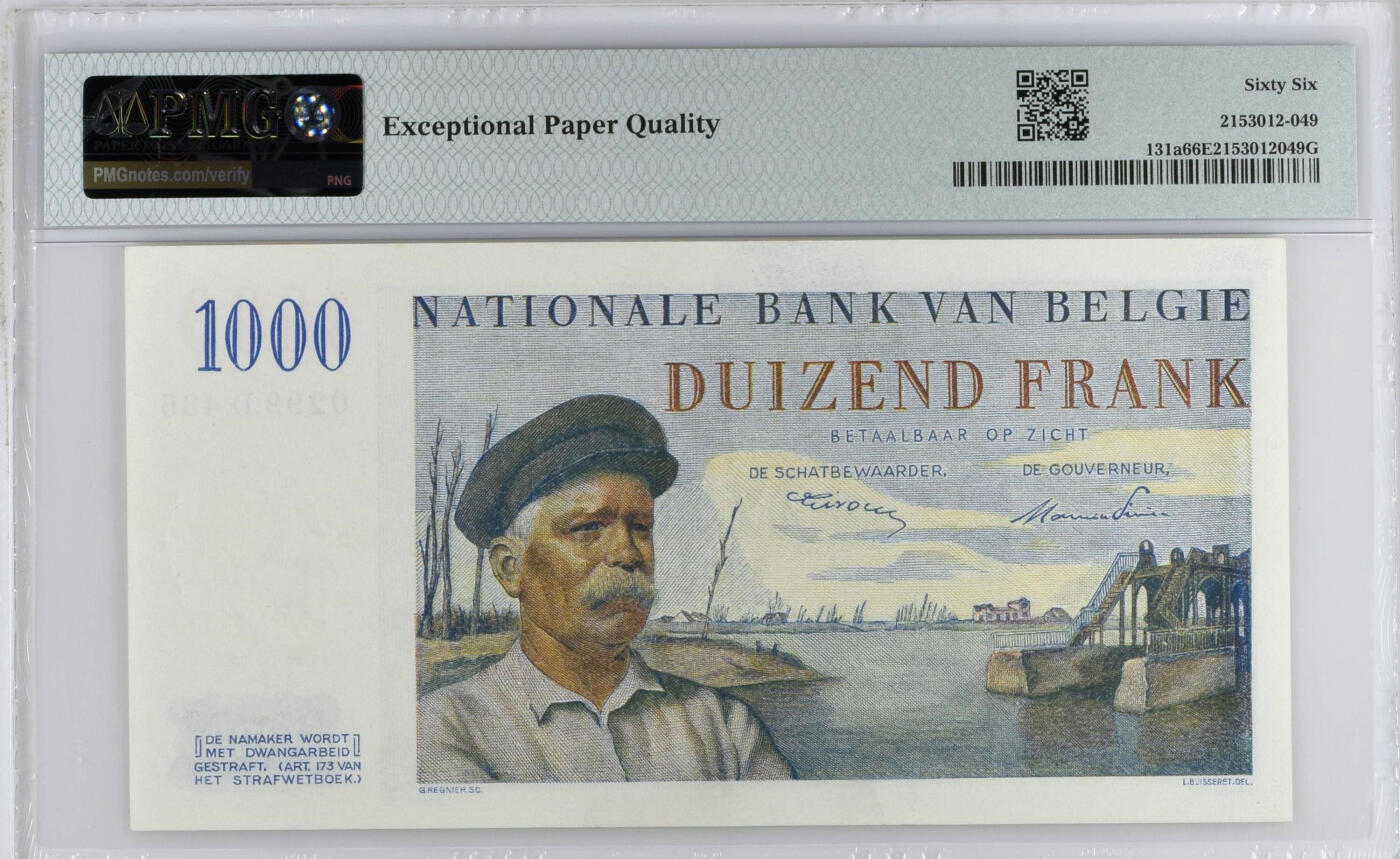 PMG
PMGnotes.com/verify
PNG
Exceptional Paper Quality
Sixty Six
2153012-049
131a66E2153012049G
1000
NATIONALE BANK VAN BELGIE
DUIZEND FRANK
BETAALBAAR OP ZICHT
DE SCHATBEWAARDER,
DE GOUVERNEUR,
DE NAMAKER WORDT
MET DWANGARBEID
GESTRAFT. (ART. 173 VAN
HET STRAFWETBOEK.)
G.REGNIER.SC.
L.BUISSERET.DEL.